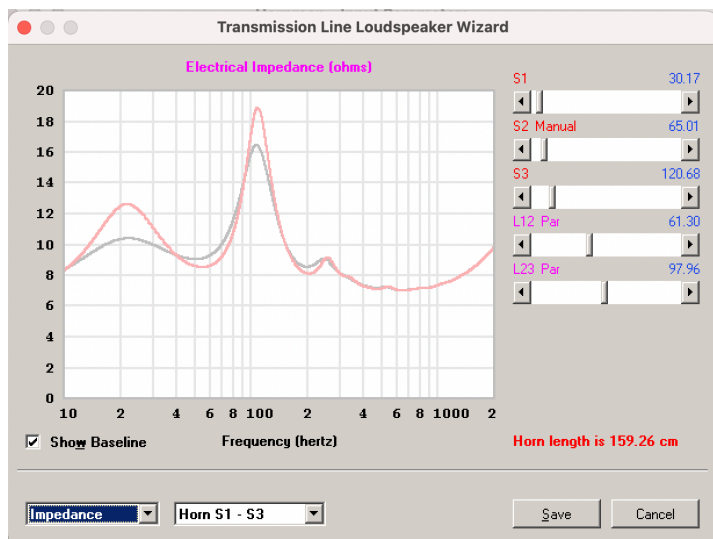 Transmission Line Loudspeaker Wizard
Electrical Impedance (ohms)
20
18
16
14
12
10
8
6
4
2
0
10 2 4 6 8 100 2 4 6 8 1000 2
Show Baseline
Frequency (hertz)
S1 30.17
S2 Manual 65.01
S3 120.68
L12 Par 61.30
L23 Par 97.96
Horn length is 159.26 cm
Impedance
Horn S1 - S3
Save
Cancel